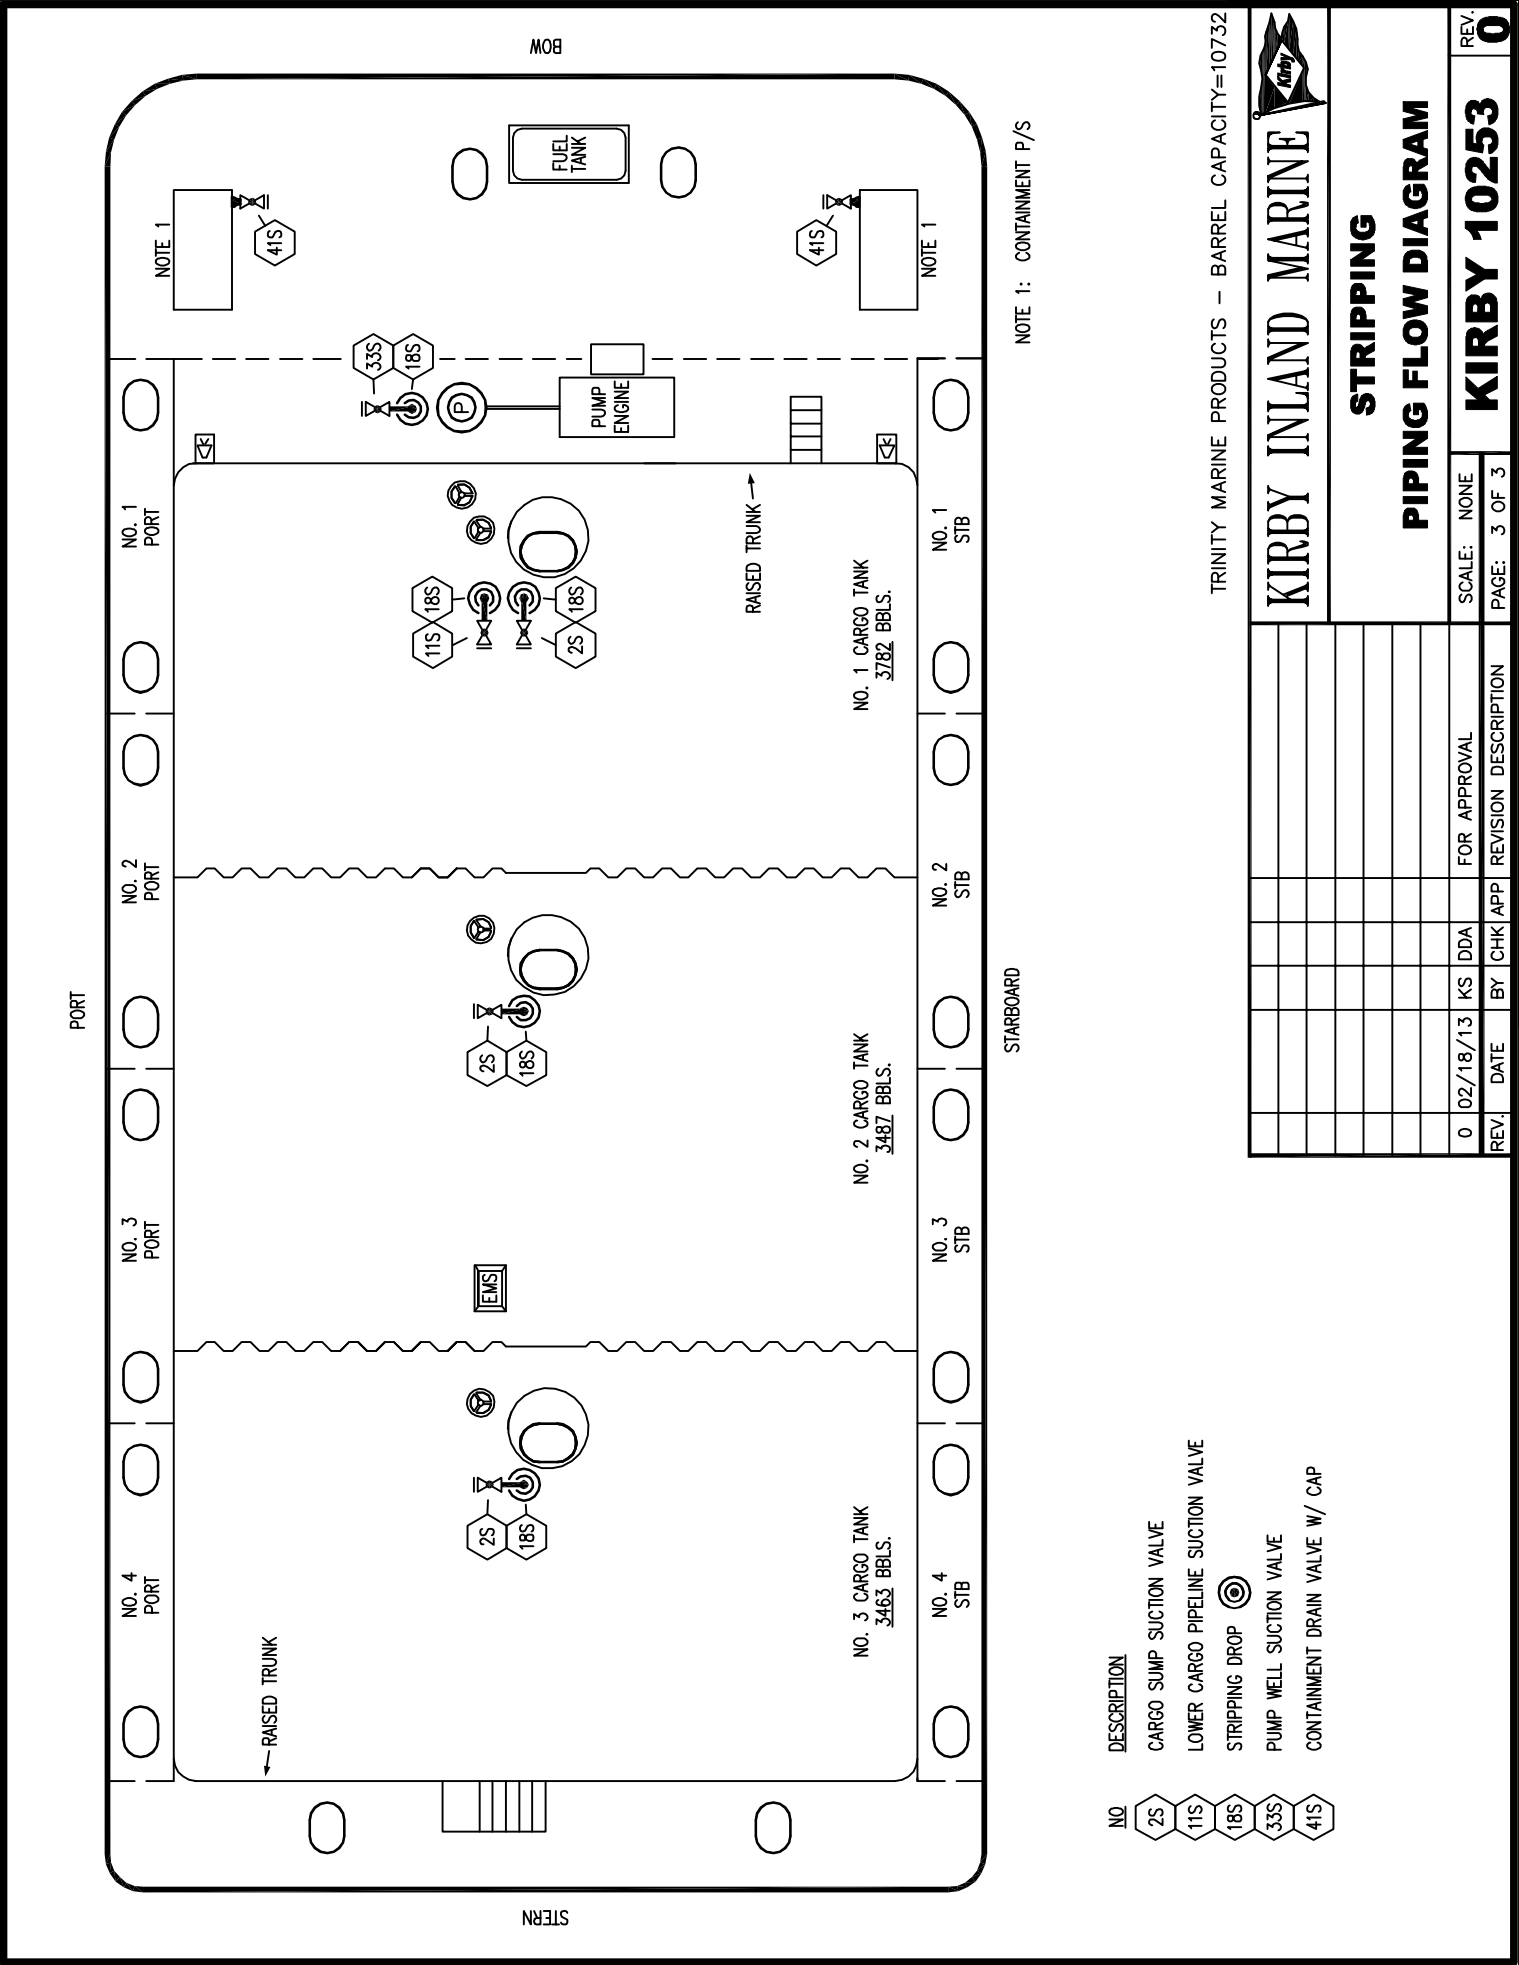 PORT
STERN
BOW
STARBOARD
NO. 4
PORT
NO. 3
PORT
NO. 2
PORT
NO. 1
PORT
NOTE 1
41S
RAISED TRUNK
33S
18S
P
PUMP
ENGINE
FUEL
TANK
11S
18S
2S
18S
2S
18S
EMS
2S
18S
RAISED TRUNK
41S
NOTE 1
NO. 3 CARGO TANK
3463 BBLS.
NO. 2 CARGO TANK
3487 BBLS.
NO. 1 CARGO TANK
3782 BBLS.
NO. 4
STB
NO. 3
STB
NO. 2
STB
NO. 1
STB
NOTE 1: CONTAINMENT P/S
NO DESCRIPTION
2S CARGO SUMP SUCTION VALVE
11S LOWER CARGO PIPELINE SUCTION VALVE
18S STRIPPING DROP
33S PUMP WELL SUCTION VALVE
41S CONTAINMENT DRAIN VALVE W/ CAP
TRINITY MARINE PRODUCTS – BARREL CAPACITY=10732
KIRBY INLAND MARINE
Kirby
STRIPPING
PIPING FLOW DIAGRAM
0 02/18/13 KS DDA FOR APPROVAL
REV. DATE BY CHK APP REVISION DESCRIPTION
SCALE: NONE
PAGE: 3 OF 3
KIRBY 10253
REV.
0